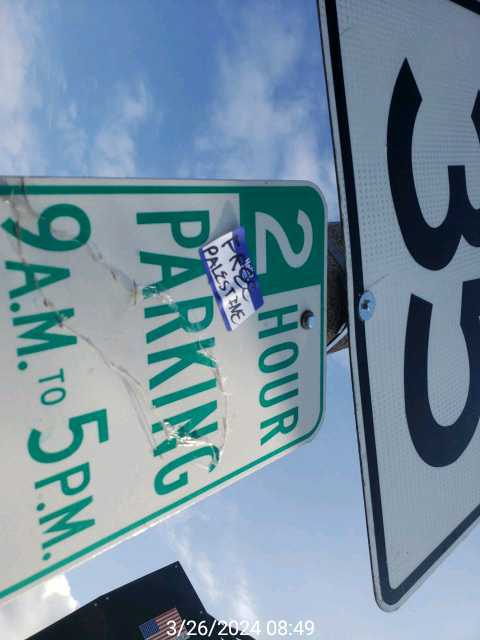 2 HOUR
PARKING
9 A.M. TO 5 P.M.
FREE
PALESTINE
35
3/26/2024 08:49